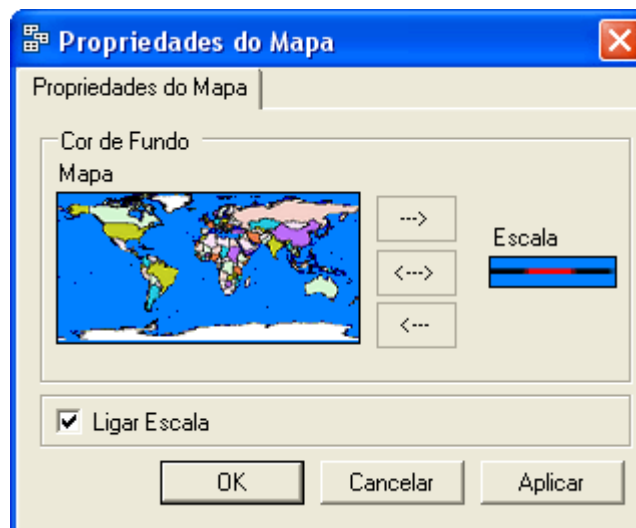 Propriedades do Mapa
Propriedades do Mapa
Cor de Fundo
Mapa
--->
Escala
<--->
<---
Ligar Escala
OK Cancelar Aplicar